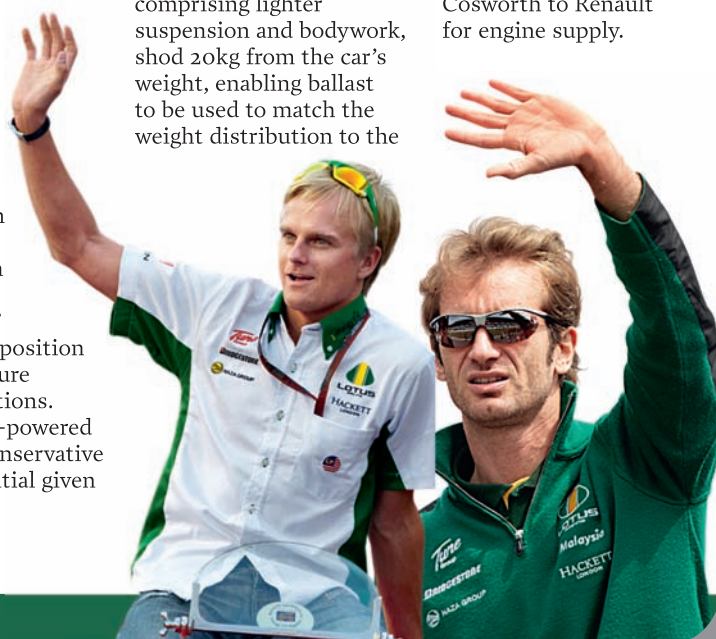 comprising lighter
suspension and bodywork,
shod 20kg from the car's
weight, enabling ballast
to be used to match the
weight distribution to the
Cosworth to Renault
for engine supply.
position
ure
tions.
-powered
onservative
tial given
Tune
BRIDGESTONE
NAZA GROUP
LOTUS
HACKETT
LONDON
Tune
BRIDGESTONE
NAZA GROUP
LOTUS
Malaysia
HACKETT
LONDON